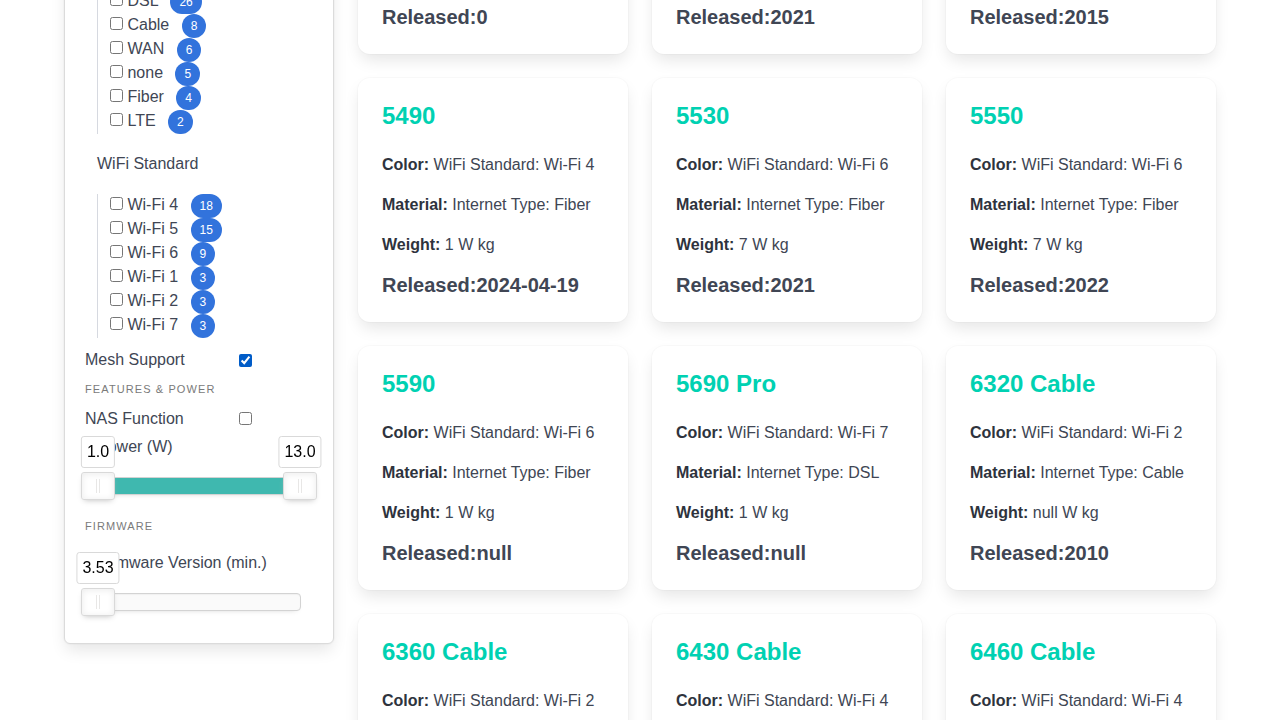 DSL 26
Cable 8
WAN 6
none 5
Fiber 4
LTE 2
WiFi Standard
Wi-Fi 4 18
Wi-Fi 5 15
Wi-Fi 6 9
Wi-Fi 1 3
Wi-Fi 2 3
Wi-Fi 7 3
Mesh Support
FEATURES & POWER
NAS Function
ower (W)
1.0 13.0
FIRMWARE
mware Version (min.)
3.53
Released:0
Released:2021
Released:2015
5490
Color: WiFi Standard: Wi-Fi 4
Material: Internet Type: Fiber
Weight: 1 W kg
Released:2024-04-19
5530
Color: WiFi Standard: Wi-Fi 6
Material: Internet Type: Fiber
Weight: 7 W kg
Released:2021
5550
Color: WiFi Standard: Wi-Fi 6
Material: Internet Type: Fiber
Weight: 7 W kg
Released:2022
5590
Color: WiFi Standard: Wi-Fi 6
Material: Internet Type: Fiber
Weight: 1 W kg
Released:null
5690 Pro
Color: WiFi Standard: Wi-Fi 7
Material: Internet Type: DSL
Weight: 1 W kg
Released:null
6320 Cable
Color: WiFi Standard: Wi-Fi 2
Material: Internet Type: Cable
Weight: null W kg
Released:2010
6360 Cable
Color: WiFi Standard: Wi-Fi 2
6430 Cable
Color: WiFi Standard: Wi-Fi 4
6460 Cable
Color: WiFi Standard: Wi-Fi 4